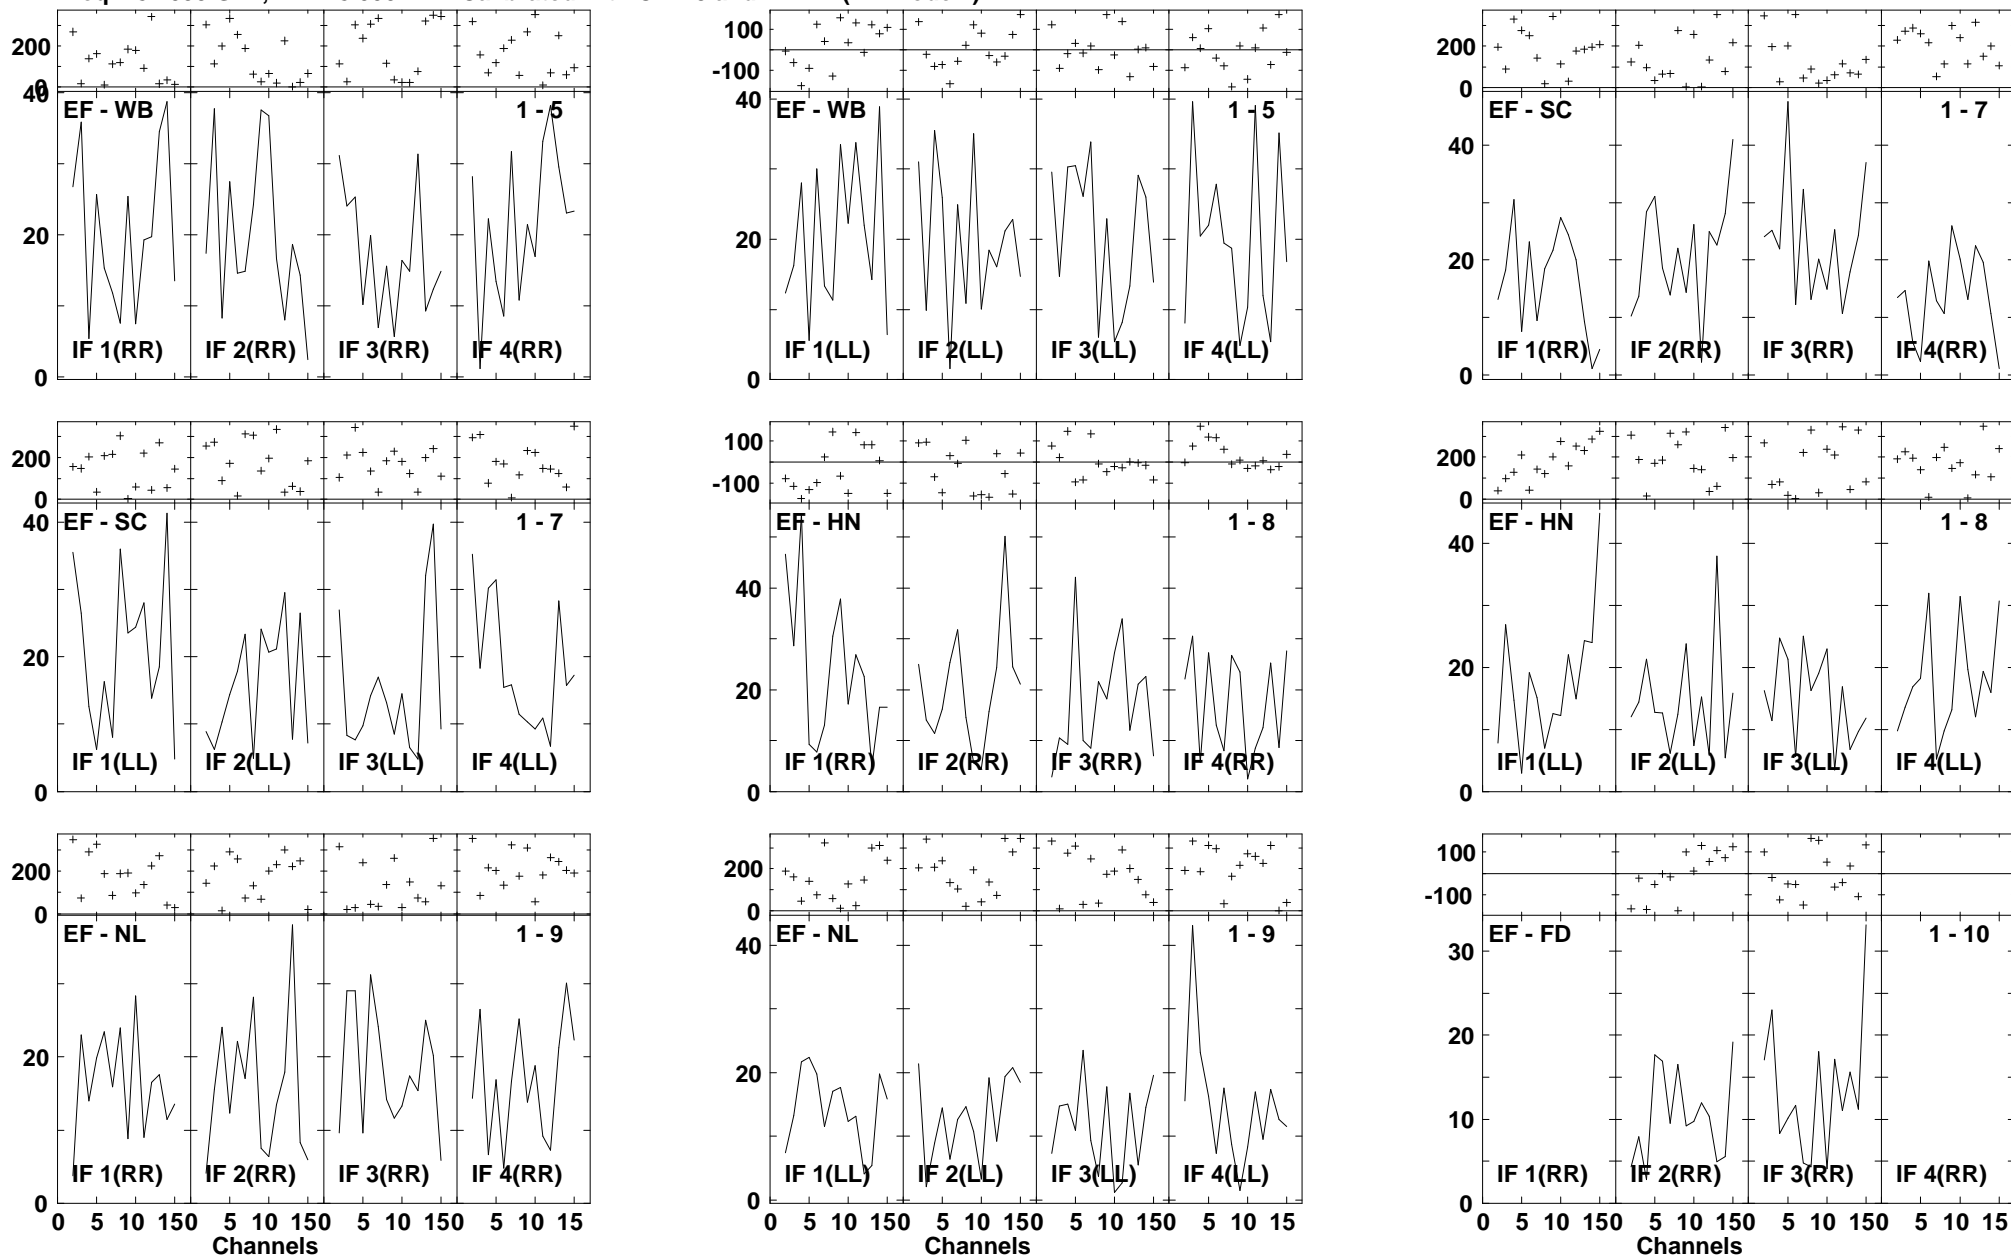 200
0
100
-100
200
0
40
20
0
EF - WB
1 - 5
IF 1(RR)
IF 2(RR)
IF 3(RR)
IF 4(RR)
40
20
0
EF - WB
1 - 5
IF 1(LL)
IF 2(LL)
IF 3(LL)
IF 4(LL)
40
20
0
EF - SC
1 - 7
IF 1(RR)
IF 2(RR)
IF 3(RR)
IF 4(RR)
200
0
100
-100
200
0
40
20
0
EF - SC
1 - 7
IF 1(LL)
IF 2(LL)
IF 3(LL)
IF 4(LL)
40
20
0
EF - HN
1 - 8
IF 1(RR)
IF 2(RR)
IF 3(RR)
IF 4(RR)
40
20
0
EF - HN
1 - 8
IF 1(LL)
IF 2(LL)
IF 3(LL)
IF 4(LL)
200
0
200
0
100
-100
20
0
EF - NL
1 - 9
IF 1(RR)
IF 2(RR)
IF 3(RR)
IF 4(RR)
40
20
0
EF - NL
1 - 9
IF 1(LL)
IF 2(LL)
IF 3(LL)
IF 4(LL)
30
20
10
0
EF - FD
1 - 10
IF 1(RR)
IF 2(RR)
IF 3(RR)
IF 4(RR)
0 5 10 150 5 10 150 5 10 150 5 10 15
Channels
0 5 10 150 5 10 150 5 10 150 5 10 15
Channels
0 5 10 150 5 10 150 5 10 150 5 10 15
Channels